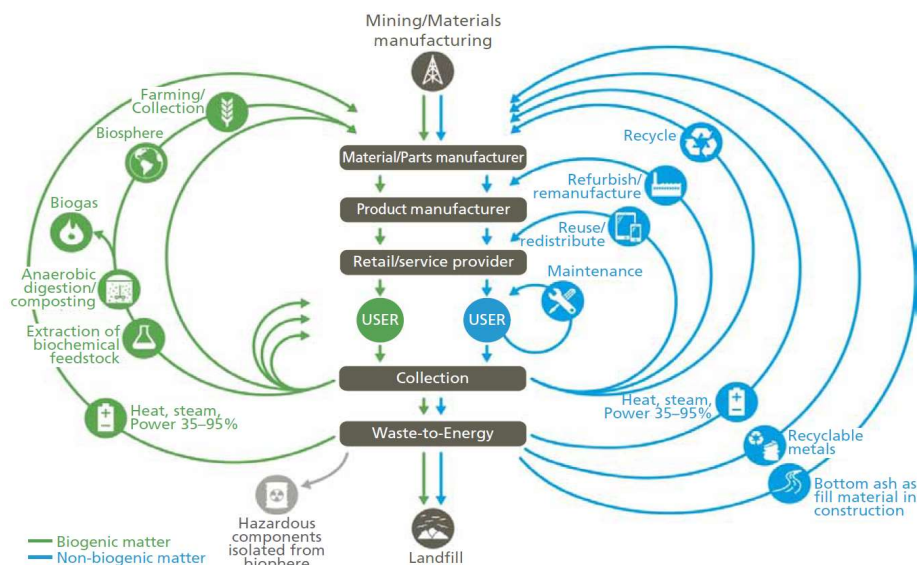 Mining/Materials
manufacturing
Farming/
Collection
Biosphere
Biogas
Anaerobic
digestion/
composting
Extraction of
biochemical
feedstock
Heat, steam,
Power 35–95%
Material/Parts manufacturer
Product manufacturer
Retail/service provider
USER
USER
Collection
Waste-to-Energy
Recycle
Refurbish/
remanufacture
Reuse/
redistribute
Maintenance
Heat, steam,
Power 35–95%
Recyclable
metals
Bottom ash as
fill material in
construction
Hazardous
components
isolated from
biophere
Landfill
Biogenic matter
Non-biogenic matter